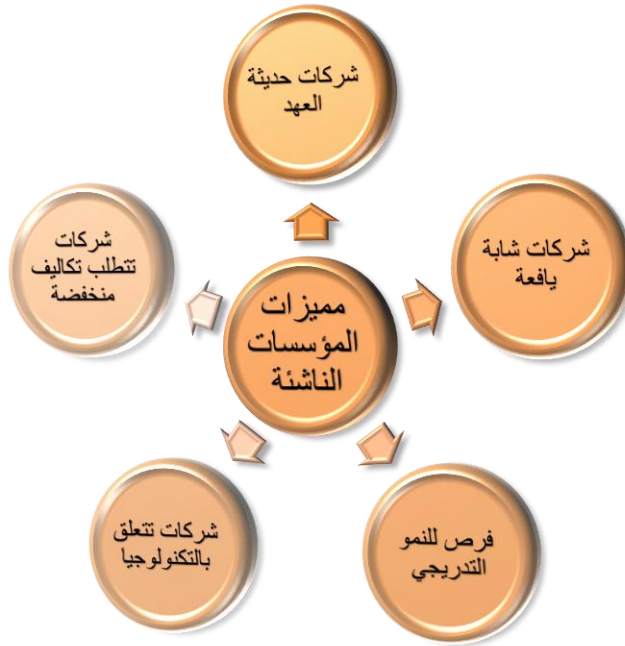 شركات حديثة
العهد
شركات شابة
يافعة
شركات
تتطلب تكاليف
منخفضة
مميزات
المؤسسات
الناشئة
فرص للنمو
التدريجي
شركات تتعلق
بالتكنولوجيا